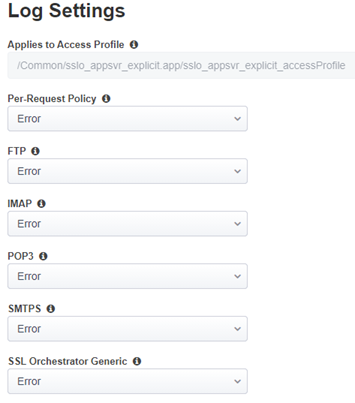 Log Settings
Applies to Access Profile
/Common/sslo_appsvr_explicit.app/sslo_appsvr_explicit_accessProfile
Per-Request Policy
Error
FTP
Error
IMAP
Error
POP3
Error
SMTPS
Error
SSL Orchestrator Generic
Error